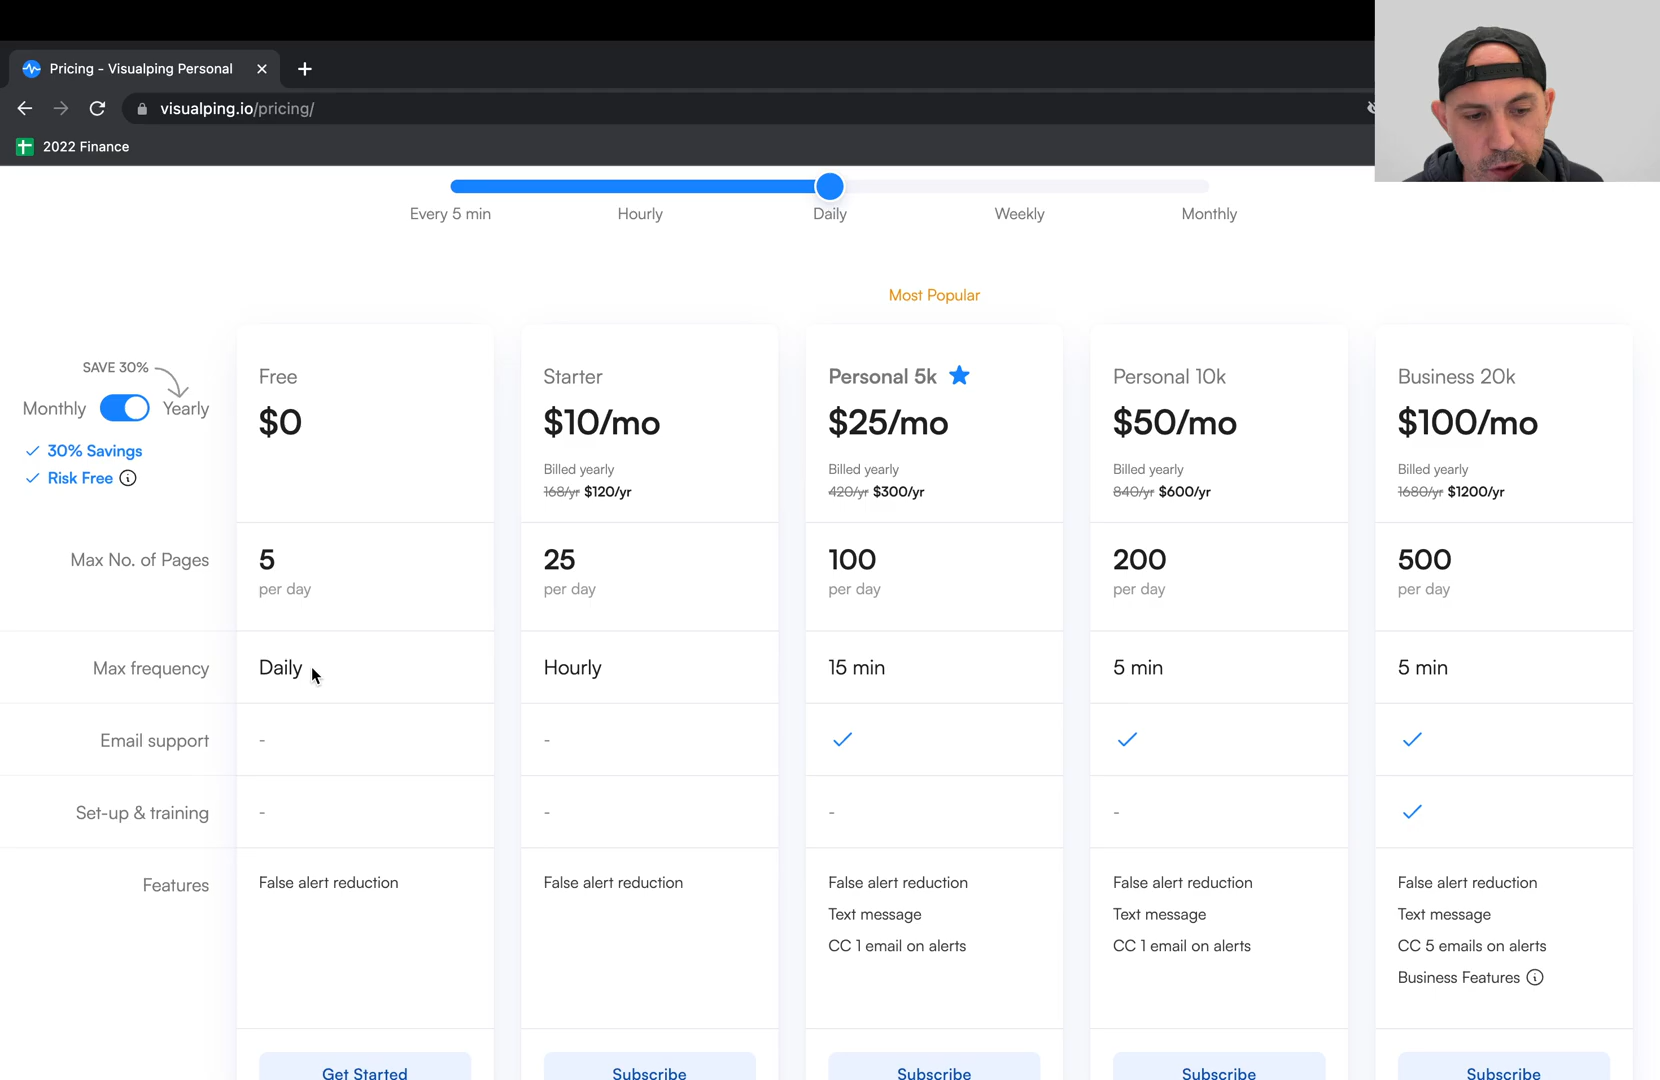 Pricing - Visualping Personal
visualping.io/pricing/
2022 Finance
Every 5 min
Hourly
Daily
Weekly
Monthly
Most Popular
SAVE 30%
Monthly
Yearly
30% Savings
Risk Free
Free
$0
Starter
$10/mo
Billed yearly
168/yr $120/yr
Personal 5k
$25/mo
Billed yearly
420/yr $300/yr
Personal 10k
$50/mo
Billed yearly
840/yr $600/yr
Business 20k
$100/mo
Billed yearly
1680/yr $1200/yr
Max No. of Pages
5
per day
25
per day
100
per day
200
per day
500
per day
Max frequency
Daily
Hourly
15 min
5 min
5 min
Email support
-
-
Set-up & training
-
-
-
-
Features
False alert reduction
False alert reduction
False alert reduction
Text message
CC 1 email on alerts
False alert reduction
Text message
CC 1 email on alerts
False alert reduction
Text message
CC 5 emails on alerts
Business Features
Get Started
Subscribe
Subscribe
Subscribe
Subscribe